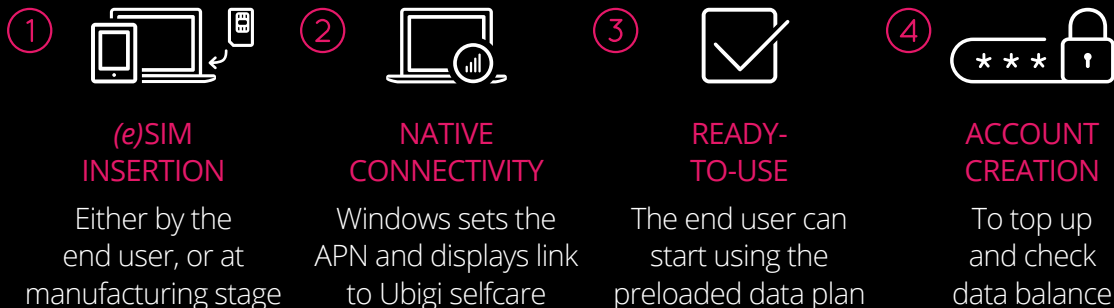 1
(e)SIM
INSERTION
Either by the
end user, or at
manufacturing stage
2
NATIVE
CONNECTIVITY
Windows sets the
APN and displays link
to Ubigi selfcare
3
READY-
TO-USE
The end user can
start using the
preloaded data plan
4
***
ACCOUNT
CREATION
To top up
and check
data balance